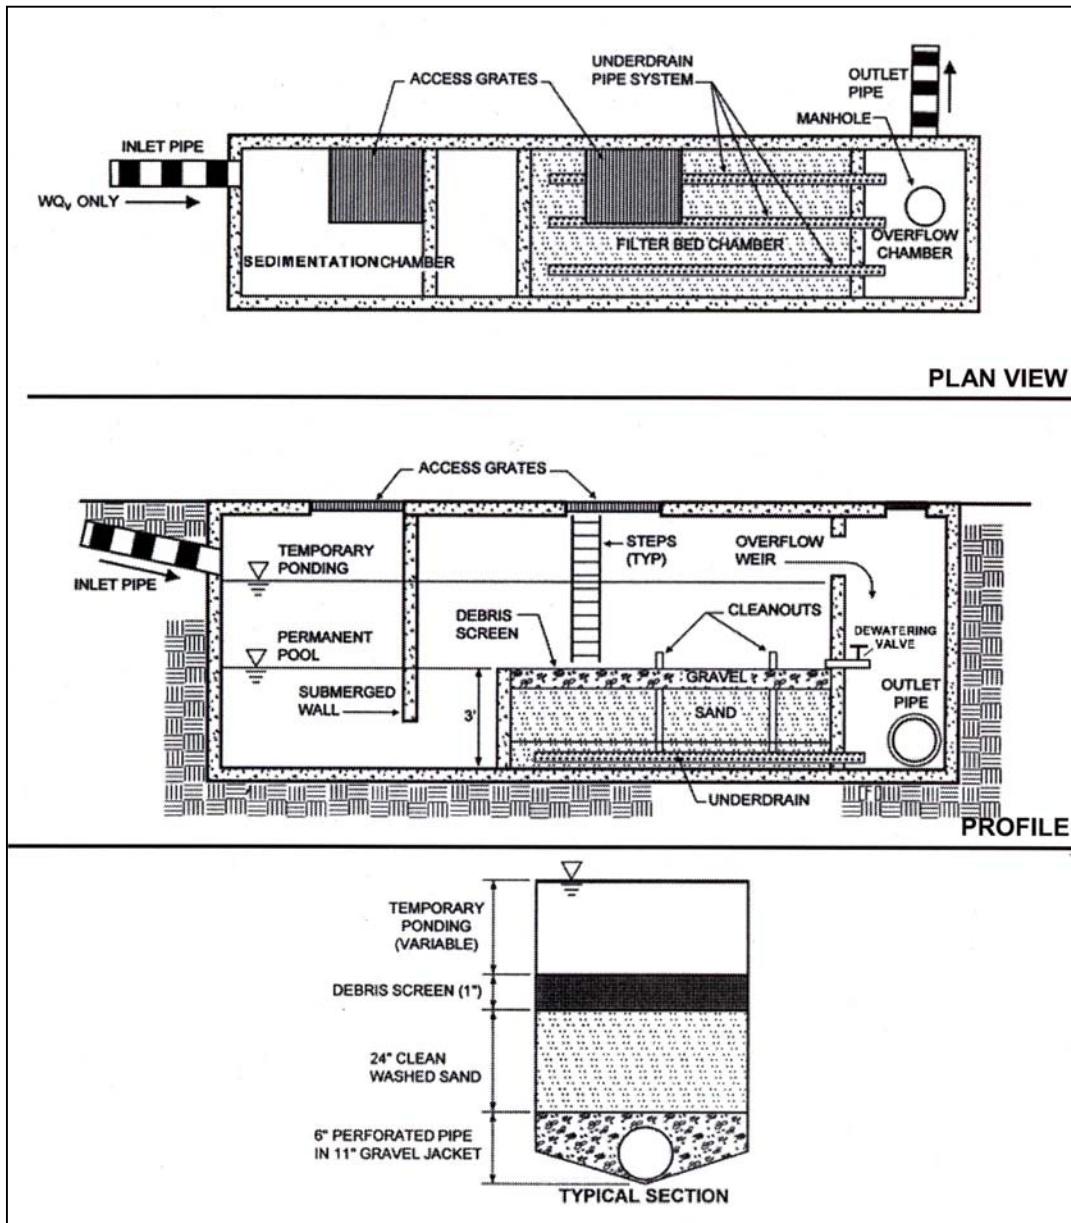 UNDERDRAIN
PIPE SYSTEM
ACCESS GRATES
OUTLET
PIPE
MANHOLE
INLET PIPE
WQv ONLY
FILTER BED CHAMBER
OVERFLOW
CHAMBER
SEDIMENTATION CHAMBER
PLAN VIEW
ACCESS GRATES
TEMPORARY
PONDING
STEPS
(TYP)
OVERFLOW
WEIR
INLET PIPE
DEBRIS
SCREEN
CLEANOUTS
PERMANENT
POOL
DEWATERING
VALVE
GRAVEL
SUBMERGED
WALL
3'
SAND
OUTLET
PIPE
UNDERDRAIN
PROFILE
TEMPORARY
PONDING
(VARIABLE)
DEBRIS SCREEN (1")
24" CLEAN
WASHED SAND
6" PERFORATED PIPE
IN 11" GRAVEL JACKET
TYPICAL SECTION